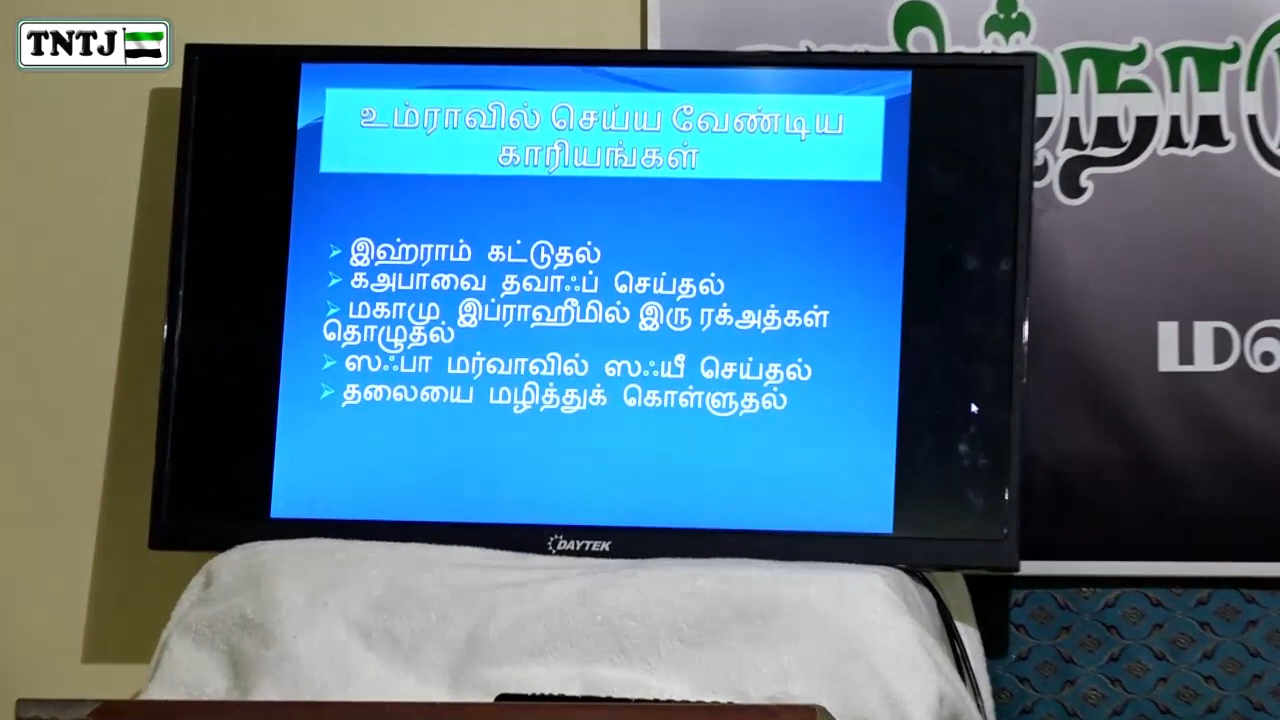 TNTJ
உம்ராவில் செய்ய வேண்டிய
காரியங்கள்
இஹ்ராம் கட்டுதல்
கஅபாவை தவாஃப் செய்தல்
மகாமு இப்ராஹீமில் இரு ரக்அத்கள்
தொழுதல்
ஸஃபா மர்வாவில் ஸஃயீ செய்தல்
தலையை மழித்துக் கொள்ளுதல்
DAYTEK